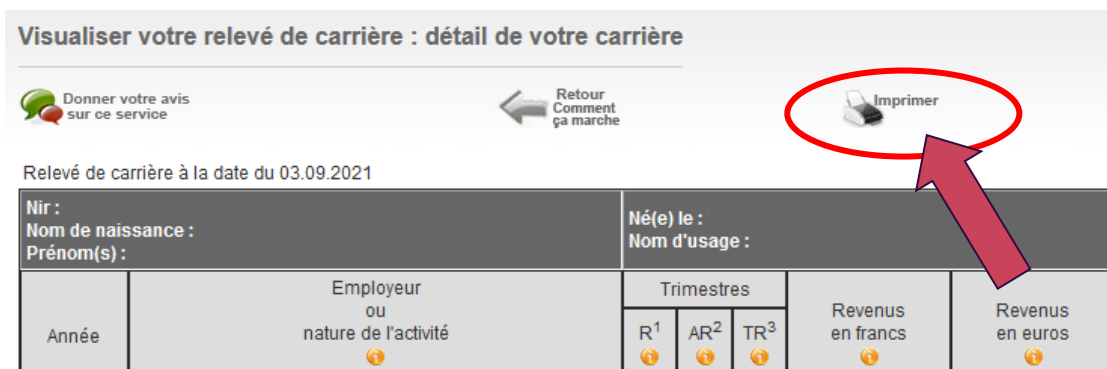 Visualiser votre relevé de carrière : détail de votre carrière
Donner votre avis
sur ce service
Retour
Comment
ça marche
Imprimer
Relevé de carrière à la date du 03.09.2021
Nir :
Nom de naissance :
Prénom(s) :
Né(e) le :
Nom d'usage :
Année
Employeur
ou
nature de l'activité
Trimestres
R¹
AR²
TR³
Revenus
en francs
Revenus
en euros